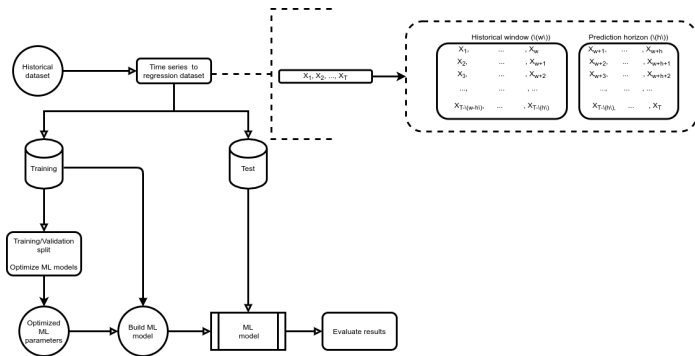 Historical window (\(w\))
Prediction horizon (\(h\))
Historical
dataset
Time series to
regression dataset
X1, X2, ..., XT
X1, ... , Xw
X2, ... , Xw+1
X3, ... , Xw+2
..., ... , ...
XT-\(w-h\), ... , XT-\(h\)
Xw+1, ... , Xw+h
Xw+2, ... , Xw+h+1
Xw+3, ... , Xw+h+2
..., ... , ...
XT-\(h\), ... , XT
Training
Test
Training/Validation
split
Optimize ML models
Optimized
ML
parameters
Build ML
model
ML
model
Evaluate results